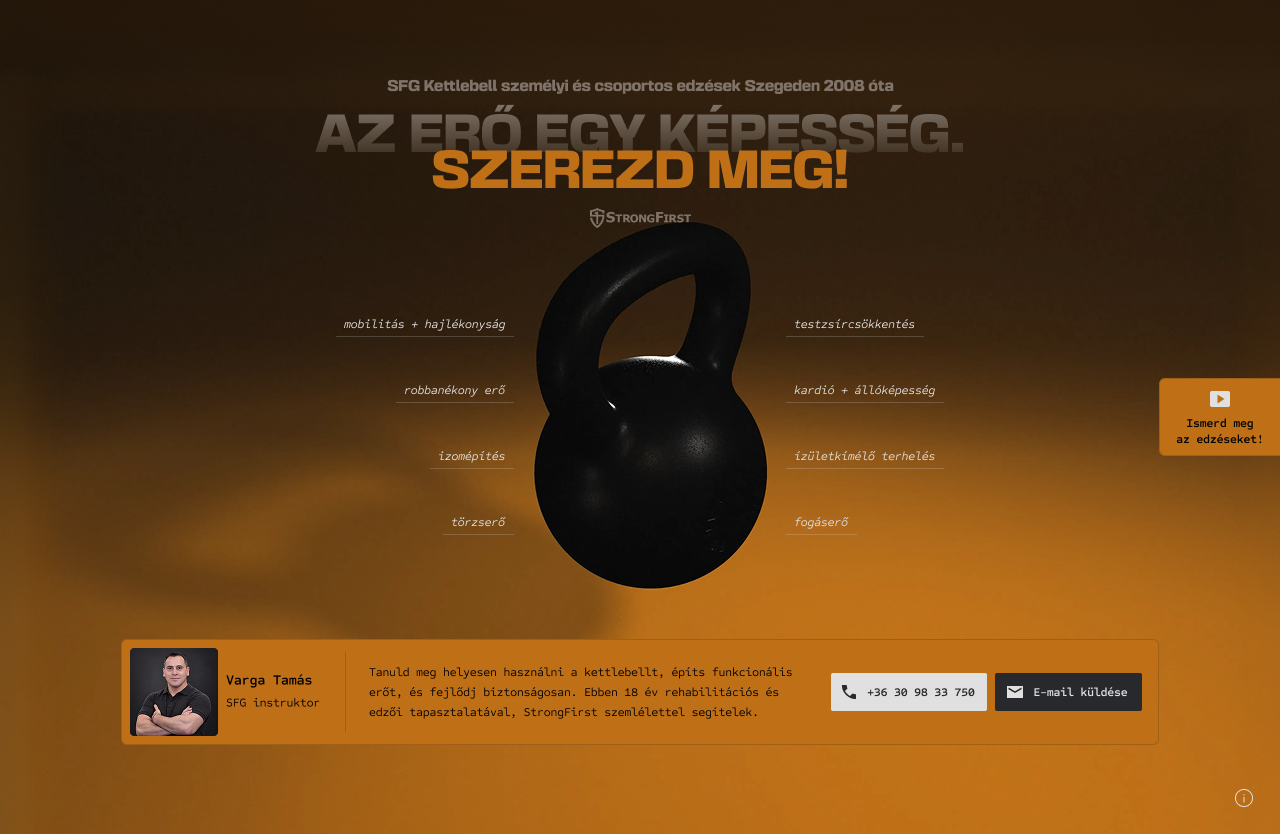 SFG Kettlebell személyi és csoportos edzések Szegeden 2008 óta
AZ ERŐ EGY KÉPESSÉG.
SZEREZD MEG!
STRONGFIRST
mobilitás + hajlékonyság
testzsírcsökkentés
robbanékony erő
kardió + állóképesség
Ismerd meg
az edzéseket!
izomépítés
ízületkímélő terhelés
törzserő
fogáserő
Varga Tamás
SFG instruktor
Tanuld meg helyesen használni a kettlebellt, építs funkcionális
erőt, és fejlődj biztonságosan. Ebben 18 év rehabilitációs és
edzői tapasztalatával, StrongFirst szemlélettel segítelek.
+36 30 98 33 750
E-mail küldése